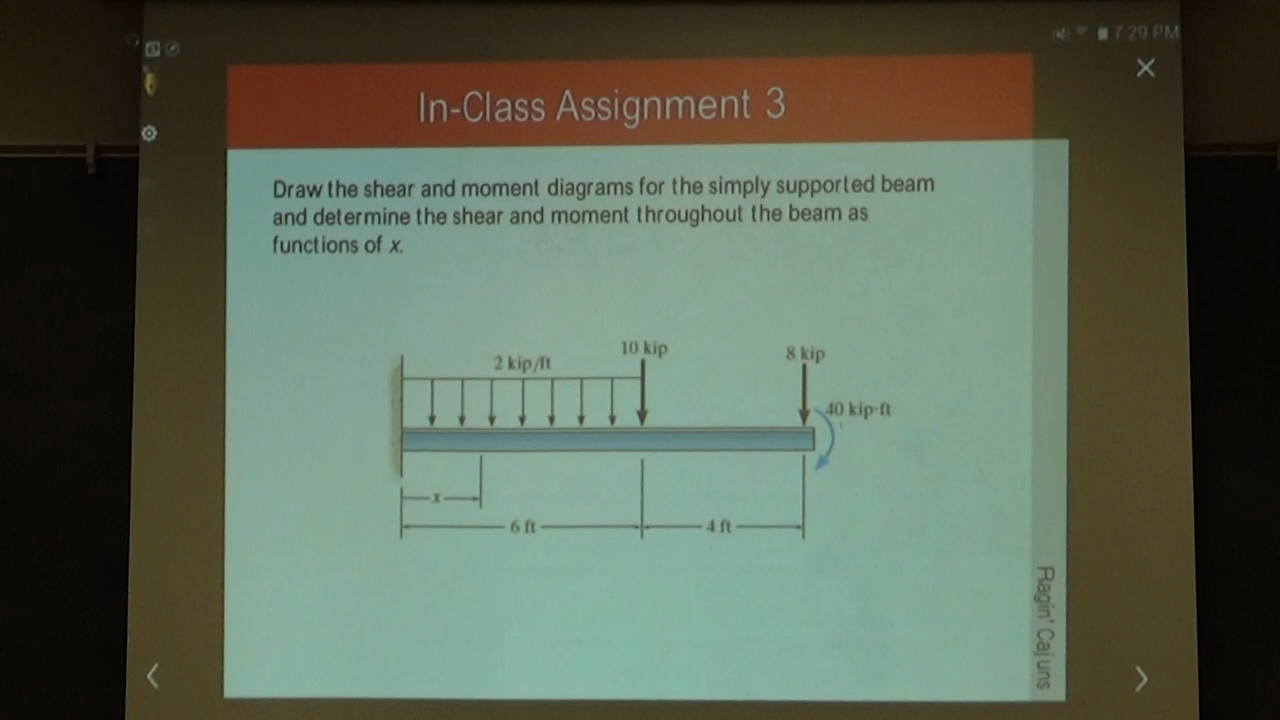 7:29 PM
In-Class Assignment 3
Draw the shear and moment diagrams for the simply supported beam
and determine the shear and moment throughout the beam as
functions of x.
10 kip
8 kip
2 kip/ft
40 kip·ft
x
6 ft
4 ft
Ragin' Cajuns